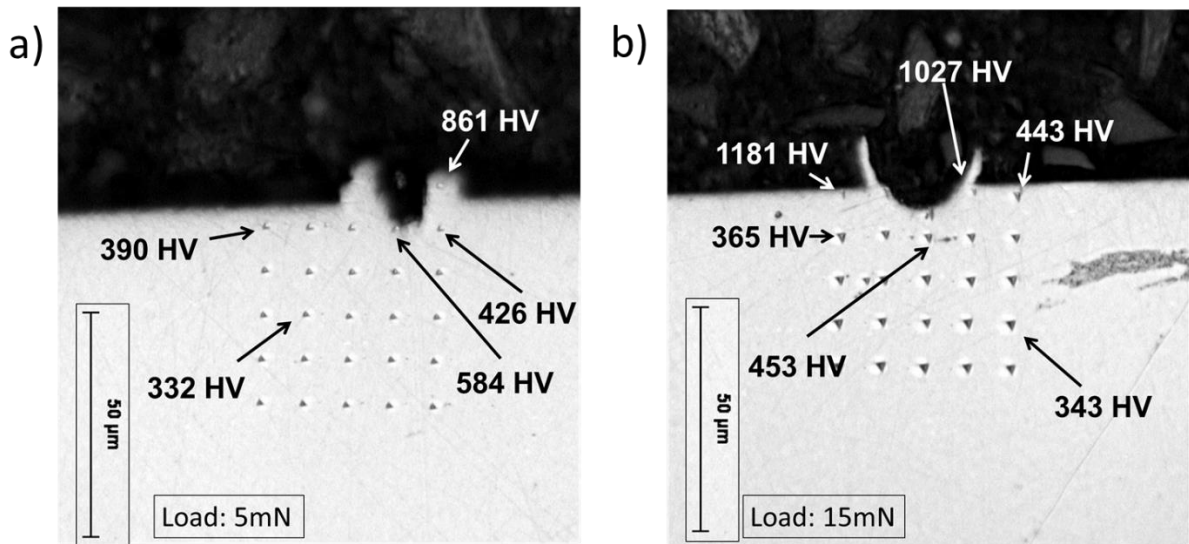 a)
861 HV
390 HV
426 HV
332 HV
584 HV
50 µm
Load: 5mN
b)
1027 HV
1181 HV
443 HV
365 HV
453 HV
343 HV
50 µm
Load: 15mN